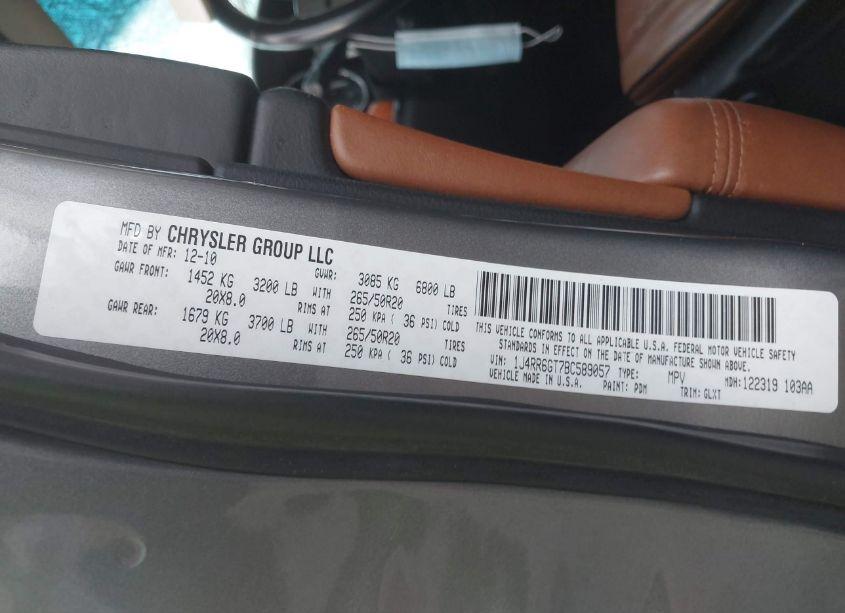 MFD BY CHRYSLER GROUP LLC
DATE OF MFR: 12-10 GVWR: 3085 KG 6800 LB
GAWR FRONT: 1452 KG 3200 LB WITH 265/50R20 TIRES
20X8.0 RIMS AT 250 KPA ( 36 PSI) COLD
GAWR REAR: 1679 KG 3700 LB WITH 265/50R20 TIRES
20X8.0 RIMS AT 250 KPA ( 36 PSI) COLD
THIS VEHICLE CONFORMS TO ALL APPLICABLE U.S.A. FEDERAL MOTOR VEHICLE SAFETY
STANDARDS IN EFFECT ON THE DATE OF MANUFACTURE SHOWN ABOVE.
VIN: 1J4RR6GT7BC589057 TYPE: MPV MDH: 122319 103AA
VEHICLE MADE IN U.S.A. PAINT: PDM TRIM: GLXT